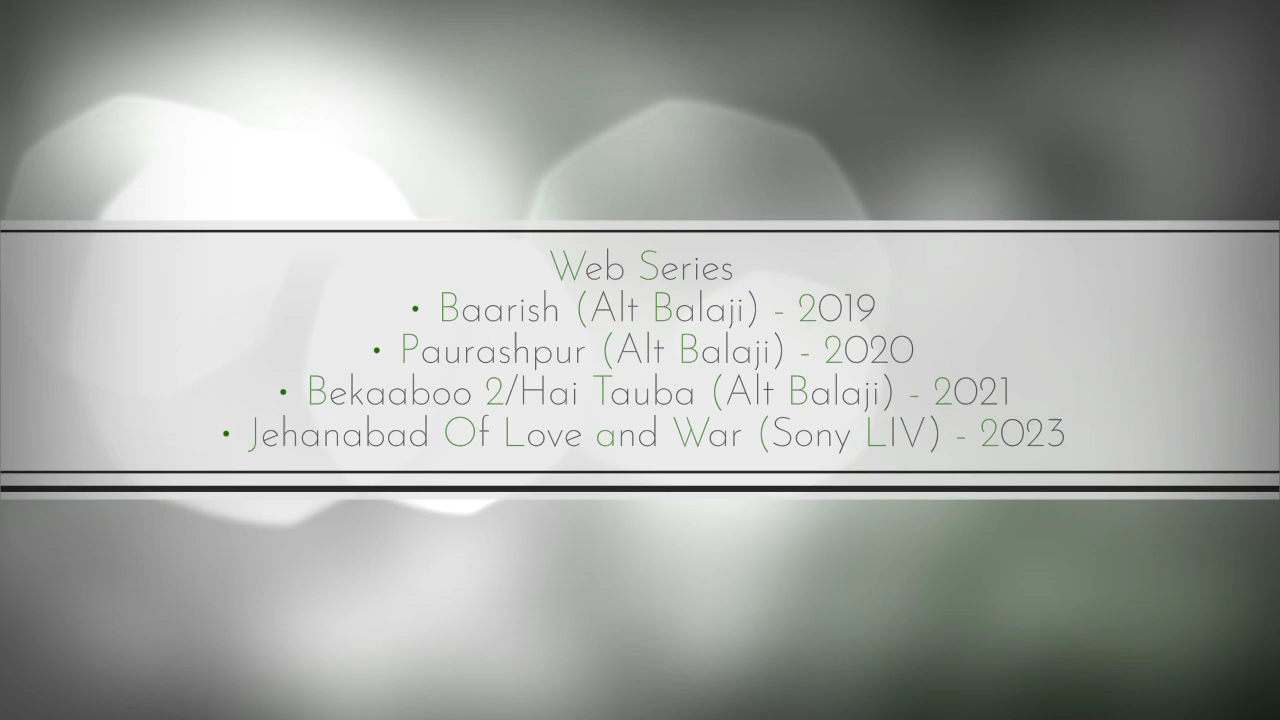 Web Series
• Baarish (Alt Balaji) - 2019
• Paurashpur (Alt Balaji) - 2020
• Bekaaboo 2/Hai Tauba (Alt Balaji) - 2021
• Jehanabad Of Love and War (Sony LIV) - 2023